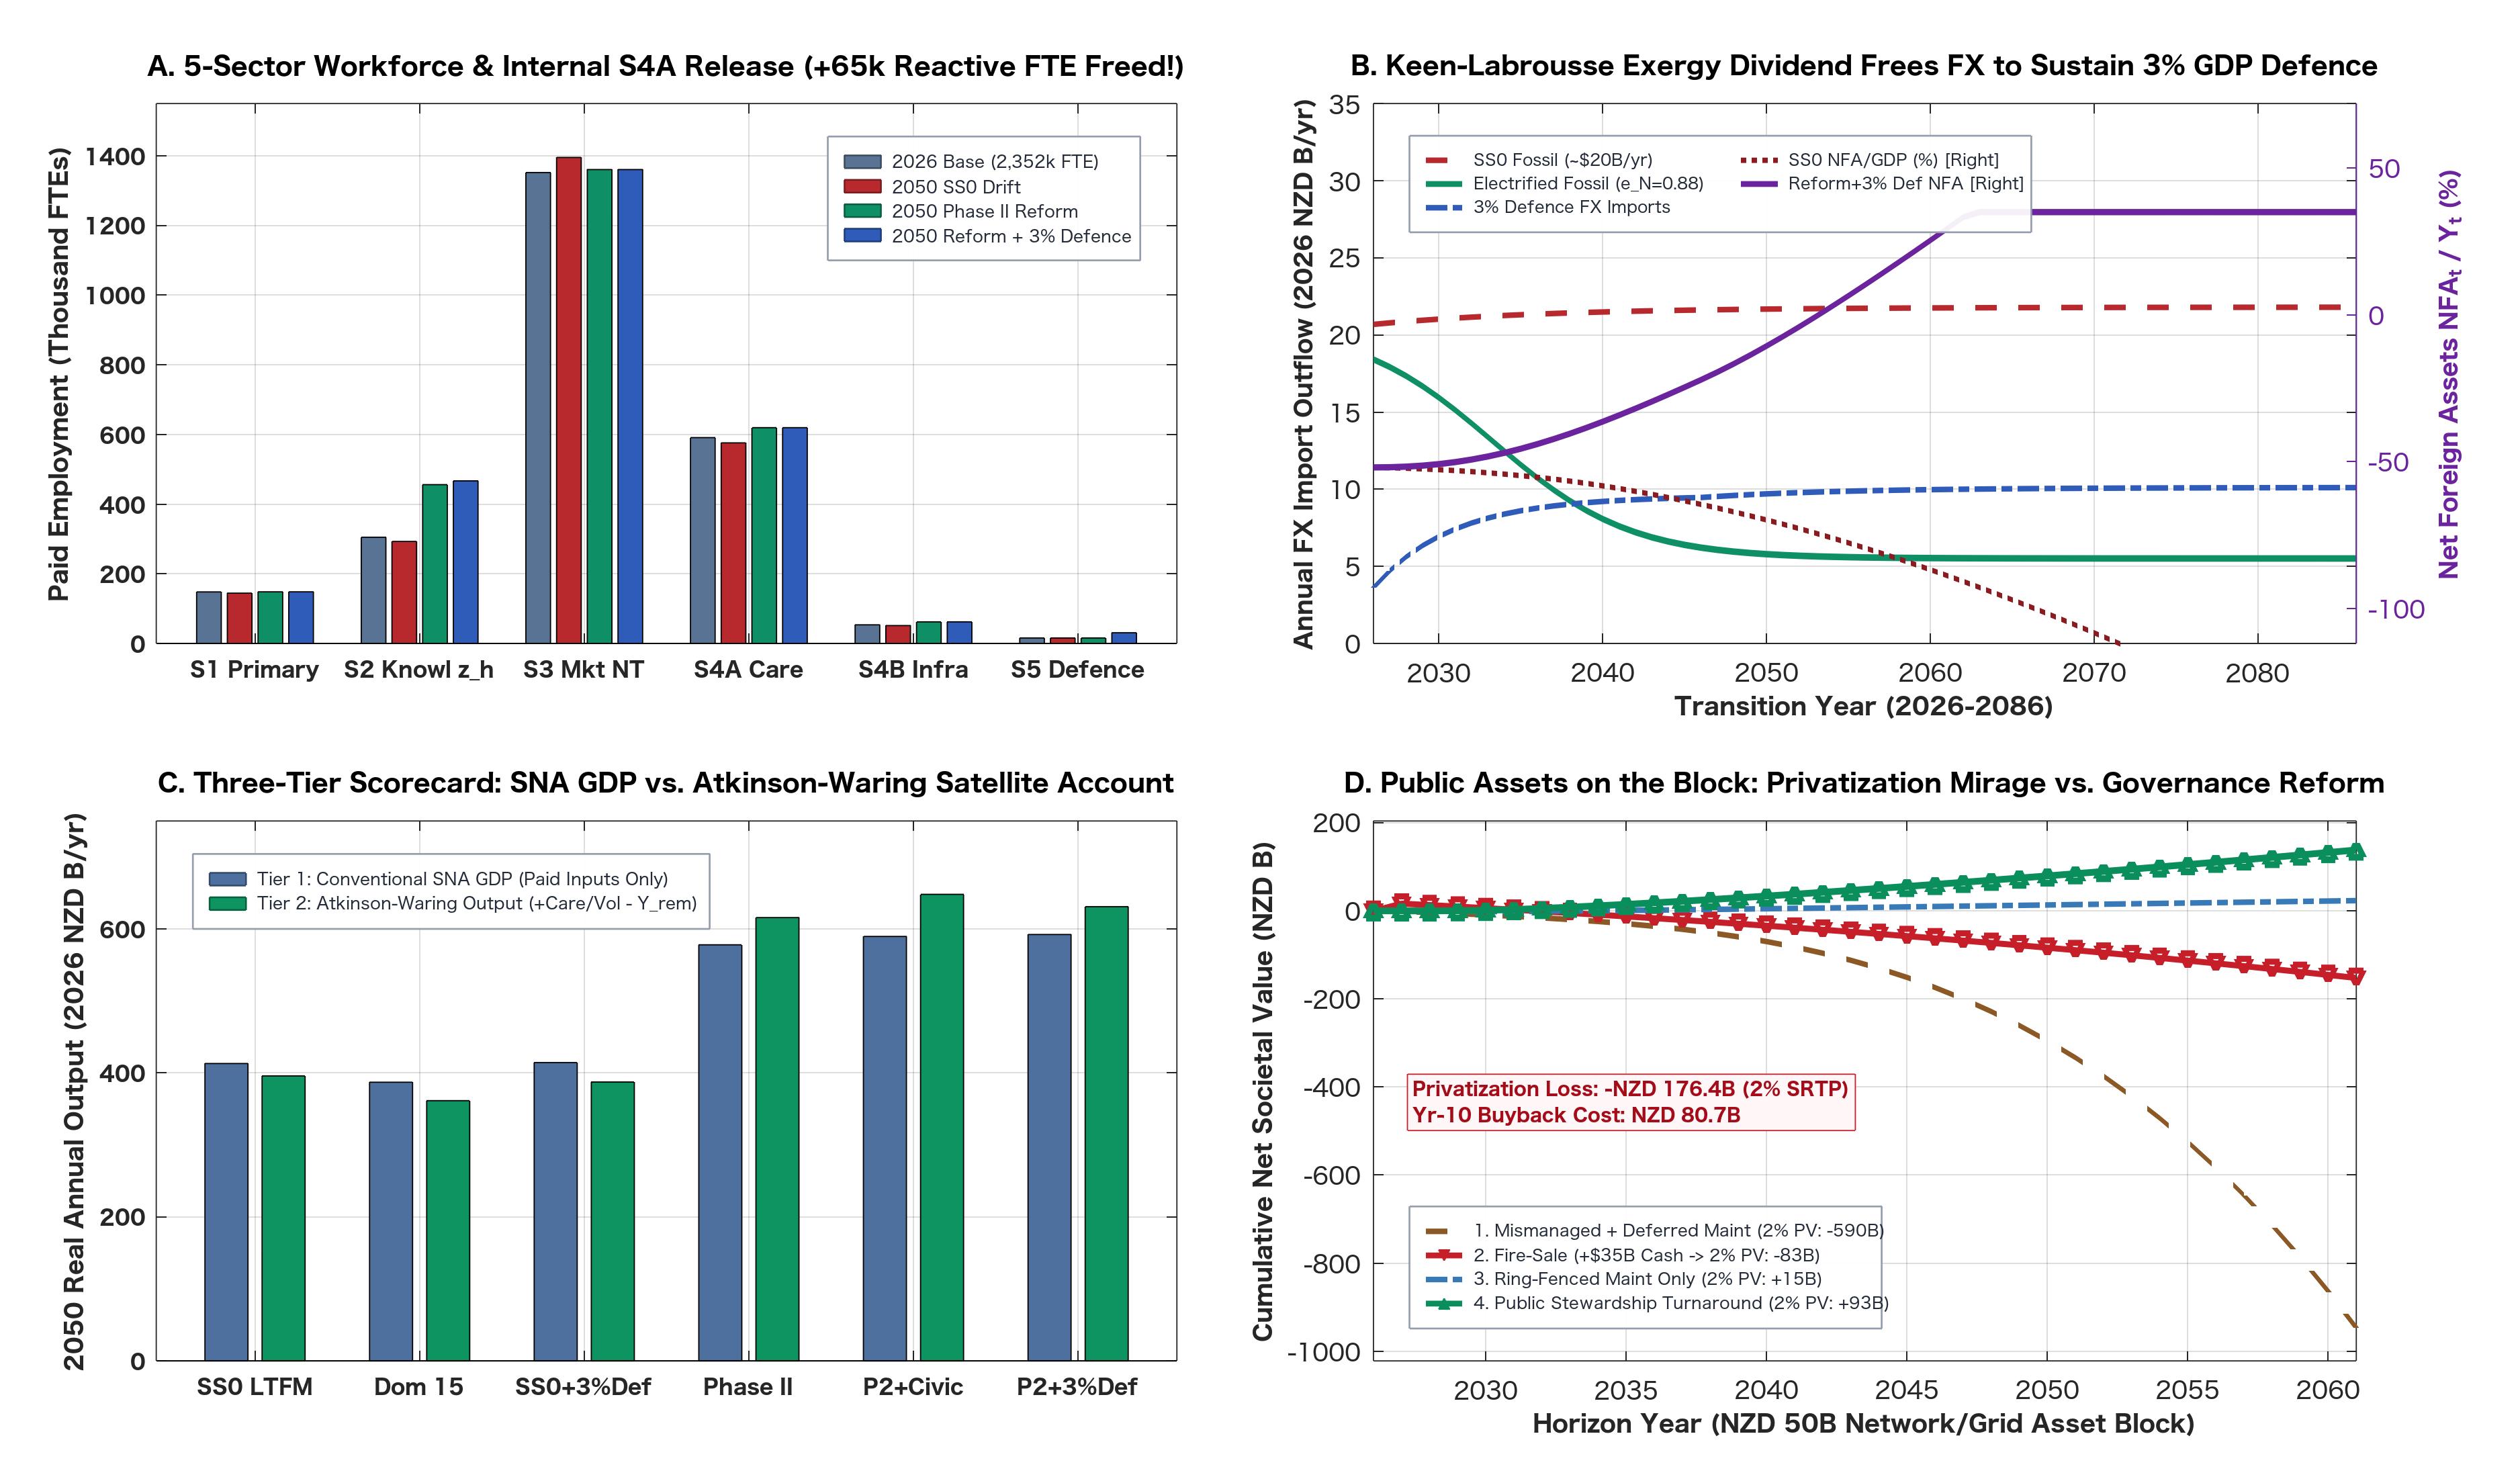 A. 5-Sector Workforce & Internal S4A Release (+65k Reactive FTE Freed!)
Paid Employment (Thousand FTEs)
1400
1200
1000
800
600
400
200
0
2026 Base (2,352k FTE)
2050 SS0 Drift
2050 Phase II Reform
2050 Reform + 3% Defence
S1 Primary
S2 Knowl z_h
S3 Mkt NT
S4A Care
S4B Infra
S5 Defence
B. Keen-Labrousse Exergy Dividend Frees FX to Sustain 3% GDP Defence
Annual FX Import Outflow (2026 NZD B/yr)
35
30
25
20
15
10
5
0
SS0 Fossil (~$20B/yr)
Electrified Fossil (e_N=0.88)
3% Defence FX Imports
SS0 NFA/GDP (%) [Right]
Reform+3% Def NFA [Right]
50
0
-50
-100
Net Foreign Assets NFAt / Yt (%)
2030
2040
2050
2060
2070
2080
Transition Year (2026-2086)
C. Three-Tier Scorecard: SNA GDP vs. Atkinson-Waring Satellite Account
2050 Real Annual Output (2026 NZD B/yr)
600
400
200
0
Tier 1: Conventional SNA GDP (Paid Inputs Only)
Tier 2: Atkinson-Waring Output (+Care/Vol - Y_rem)
SS0 LTFM
Dom 15
SS0+3%Def
Phase II
P2+Civic
P2+3%Def
D. Public Assets on the Block: Privatization Mirage vs. Governance Reform
Cumulative Net Societal Value (NZD B)
200
0
-200
-400
-600
-800
-1000
Privatization Loss: -NZD 176.4B (2% SRTP)
Yr-10 Buyback Cost: NZD 80.7B
1. Mismanaged + Deferred Maint (2% PV: -590B)
2. Fire-Sale (+$35B Cash -> 2% PV: -83B)
3. Ring-Fenced Maint Only (2% PV: +15B)
4. Public Stewardship Turnaround (2% PV: +93B)
2030
2035
2040
2045
2050
2055
2060
Horizon Year (NZD 50B Network/Grid Asset Block)